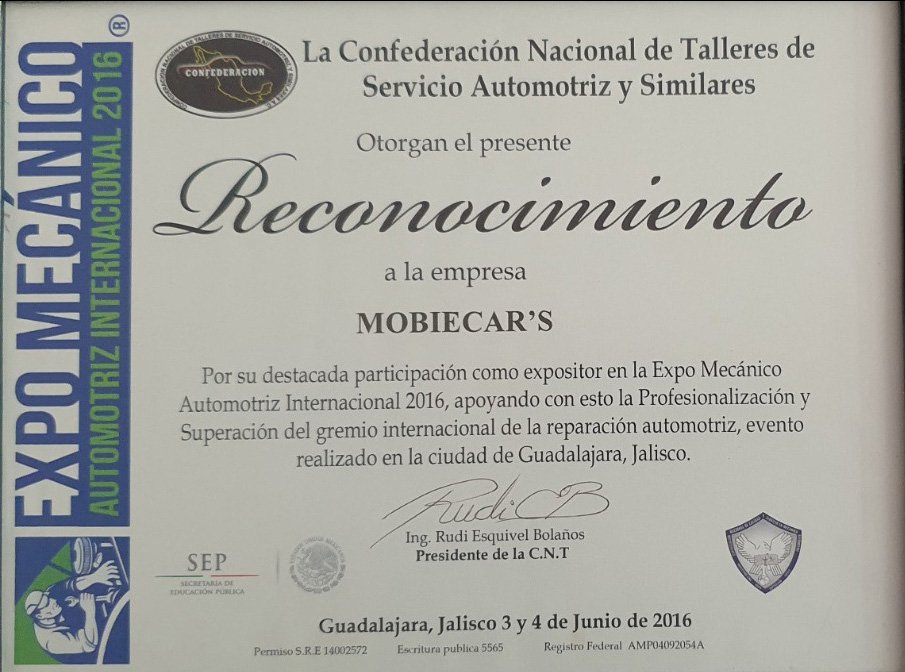 EXPO MECÁNICO
AUTOMOTRIZ INTERNACIONAL 2016
®
CONFEDERACION
La Confederación Nacional de Talleres de
Servicio Automotriz y Similares
Otorgan el presente
Reconocimiento
a la empresa
MOBIECAR'S
Por su destacada participación como expositor en la Expo Mecánico
Automotriz Internacional 2016, apoyando con esto la Profesionalización y
Superación del gremio internacional de la reparación automotriz, evento
realizado en la ciudad de Guadalajara, Jalisco.
Rudi EB
Ing. Rudi Esquivel Bolaños
Presidente de la C.N.T
SEP
SECRETARÍA DE
EDUCACIÓN PÚBLICA
Guadalajara, Jalisco 3 y 4 de Junio de 2016
Permiso S.R.E 14002572 Escritura publica 5565 Registro Federal AMP04092054A